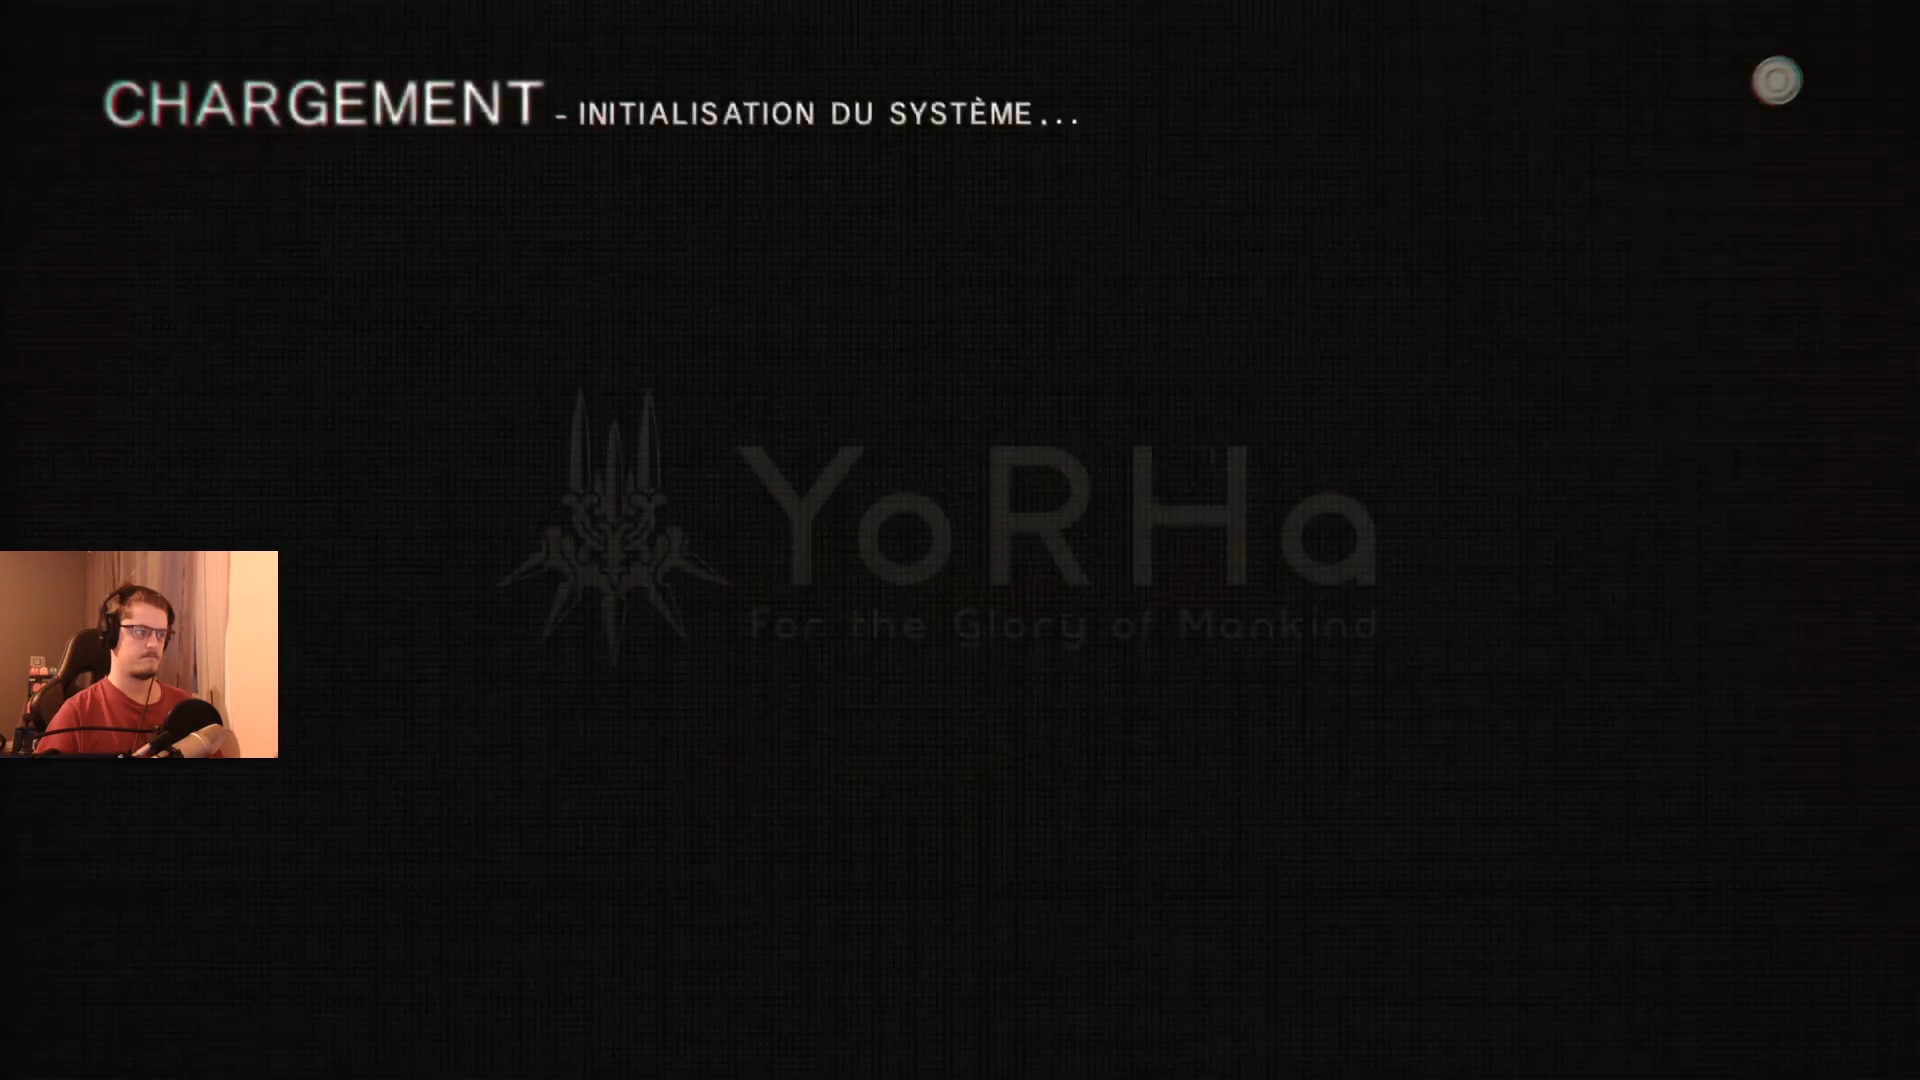 CHARGEMENT - INITIALISATION DU SYSTÈME...
YoRHa
For the Glory of Mankind